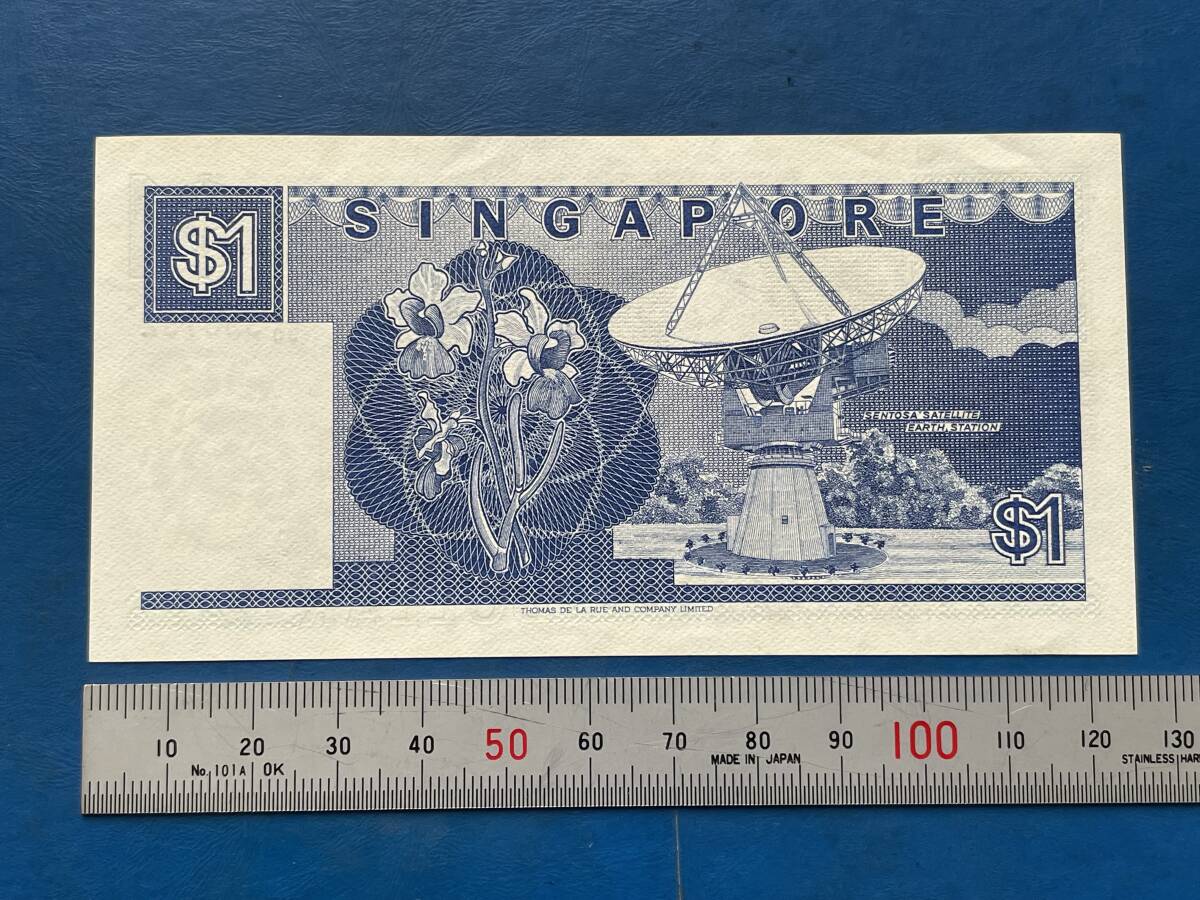 $1
SINGAPORE
SENTOSA SATELLITE
EARTH STATION
$1
THOMAS DE LA RUE AND COMPANY LIMITED
10 20 30 40 50 60 70 80 90 100 110 120 130
No. 101A OK MADE IN JAPAN STAINLESS HAR